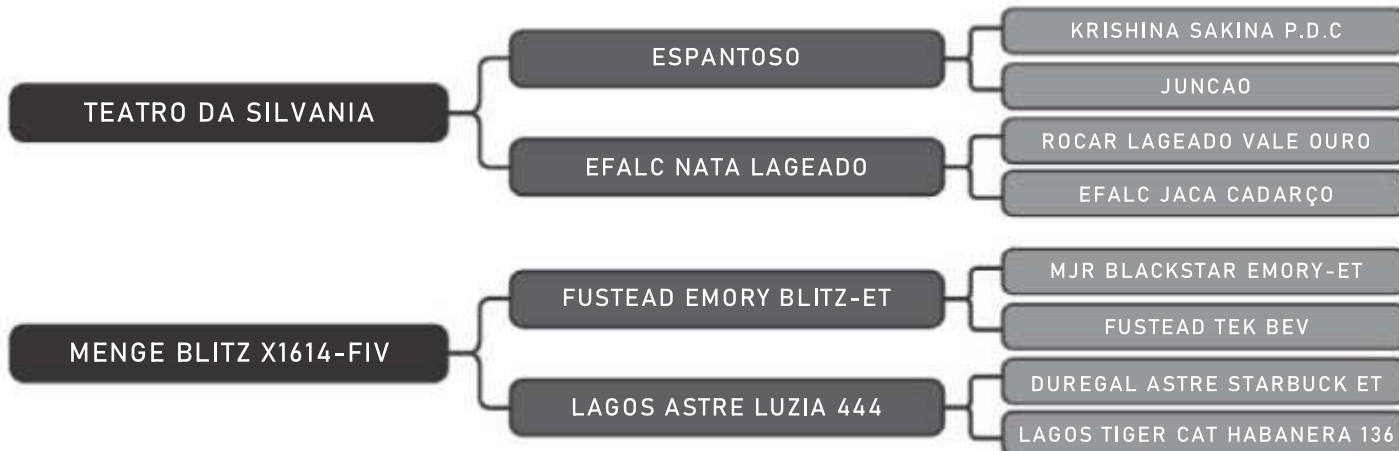 TEATRO DA SILVANIA
ESPANTOSO
KRISHINA SAKINA P.D.C
JUNCAO
EFALC NATA LAGEADO
ROCAR LAGEADO VALE OURO
EFALC JACA CADARÇO
MENGE BLITZ X1614-FIV
FUSTEAD EMORY BLITZ-ET
MJR BLACKSTAR EMORY-ET
FUSTEAD TEK BEV
LAGOS ASTRE LUZIA 444
DUREGAL ASTRE STARBUCK ET
LAGOS TIGER CAT HABANERA 136